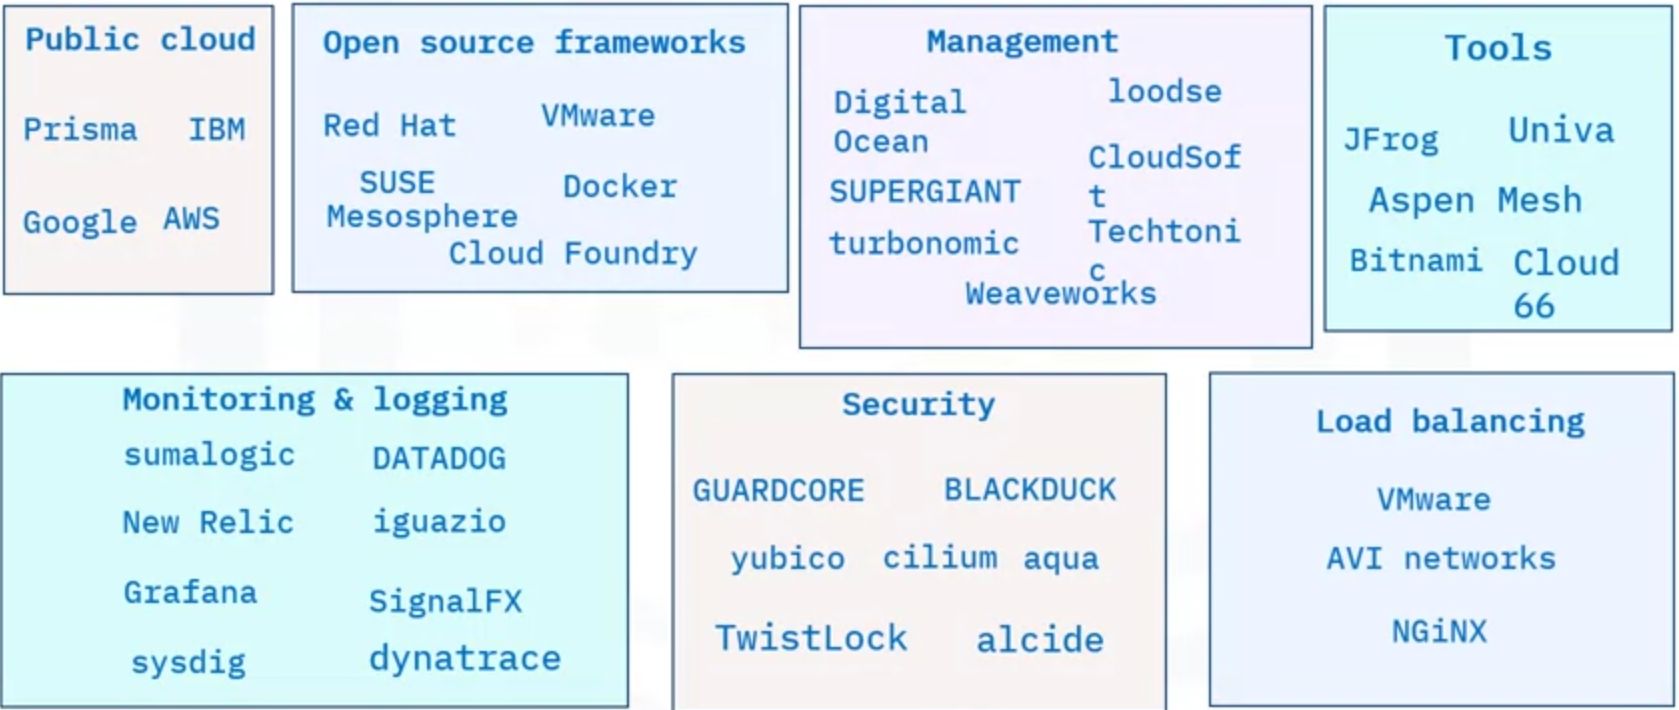 Public cloud
Prisma IBM
Google AWS
Open source frameworks
Red Hat VMware
SUSE Docker
Mesosphere
Cloud Foundry
Management
Digital
Ocean
loodse
SUPERGIANT
CloudSof
t
turbonomic
Techtoni
c
Weaveworks
Tools
JFrog Univa
Aspen Mesh
Bitnami Cloud
66
Monitoring & logging
sumalogic DATADOG
New Relic iguazio
Grafana SignalFX
sysdig dynatrace
Security
GUARDCORE BLACKDUCK
yubico cilium aqua
TwistLock alcide
Load balancing
VMware
AVI networks
NGiNX